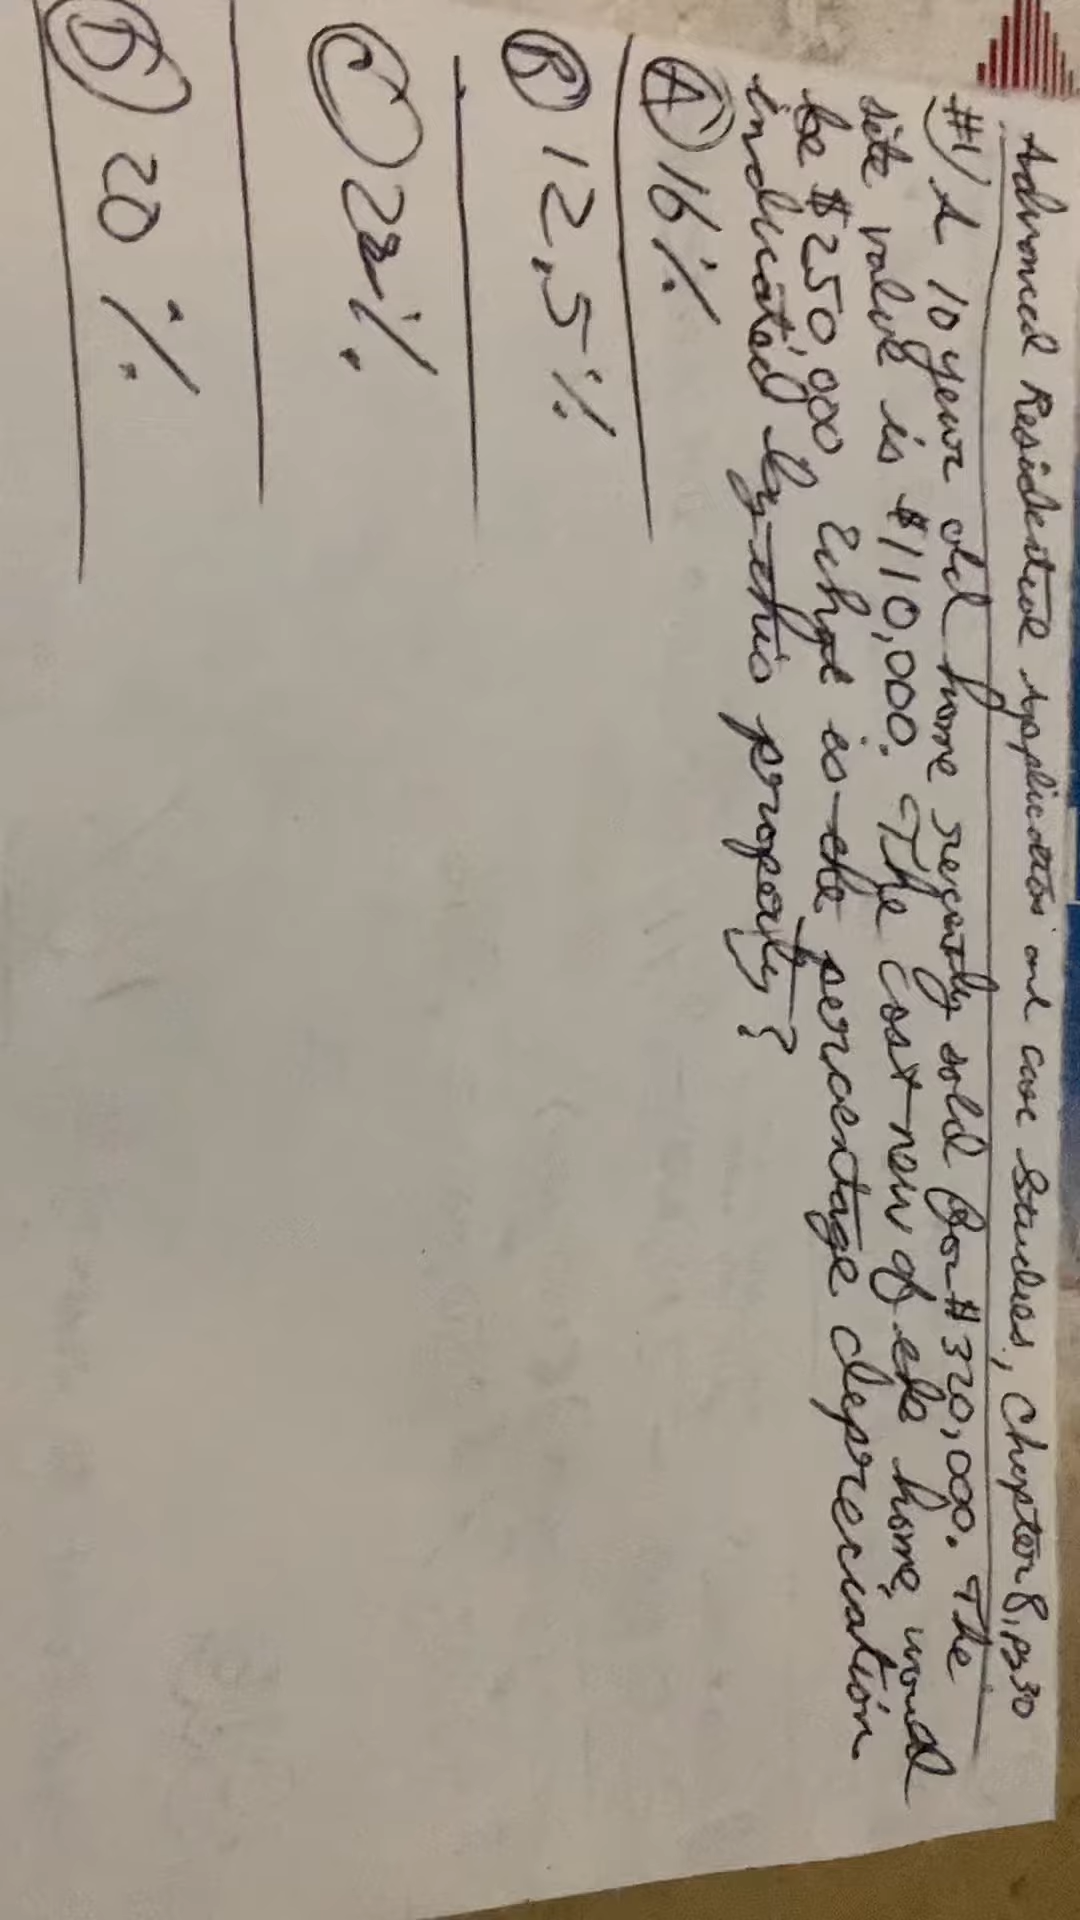 Advanced Residential Applications and case Studies, Chapter 8, pg 30
#1) A 10 year old home recently sold for $320,000. The
site value is $110,000. The cost new of the home, would
be $250,000 What is the percentage depreciation
indicated by this property?
A 16%
B 12,5%
C 22%
D 20%